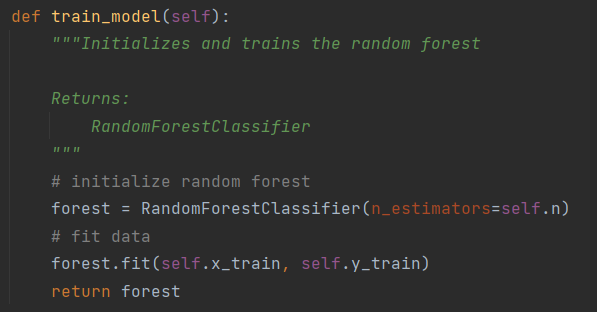 def train_model(self):
    """Initializes and trains the random forest

    Returns:
        RandomForestClassifier
    """
    # initialize random forest
    forest = RandomForestClassifier(n_estimators=self.n)
    # fit data
    forest.fit(self.x_train, self.y_train)
    return forest